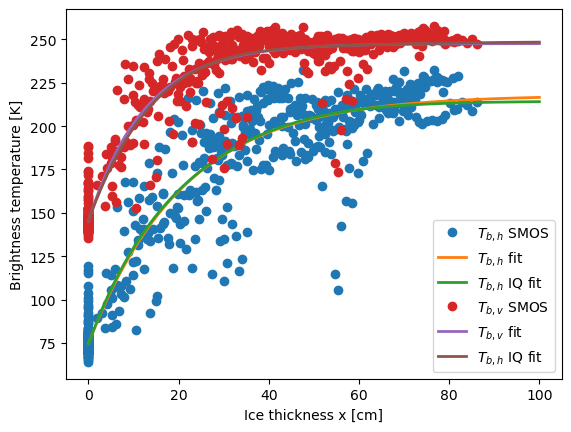 250
225
200
175
150
125
100
75
Brightness temperature [K]
0 20 40 60 80 100
Ice thickness x [cm]
T_{b,h} SMOS
T_{b,h} fit
T_{b,h} IQ fit
T_{b,v} SMOS
T_{b,v} fit
T_{b,h} IQ fit